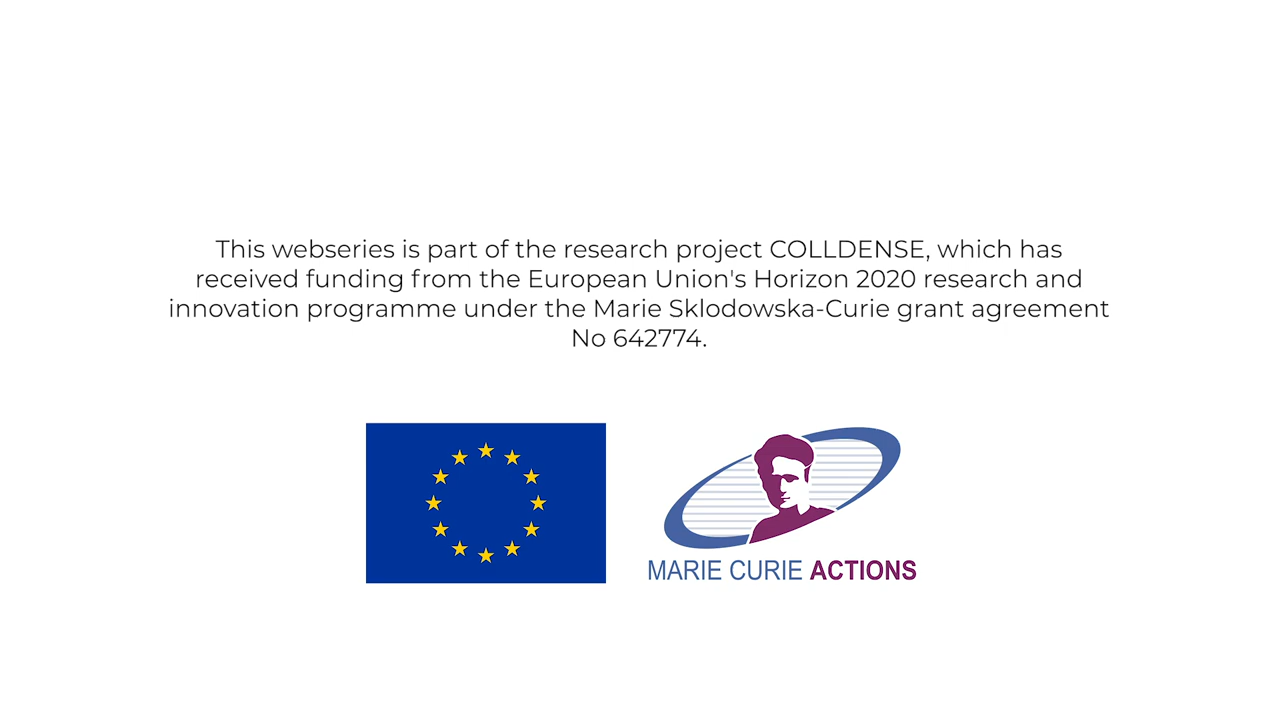 This webseries is part of the research project COLLDENSE, which has
received funding from the European Union's Horizon 2020 research and
innovation programme under the Marie Sklodowska-Curie grant agreement
No 642774.
MARIE CURIE ACTIONS